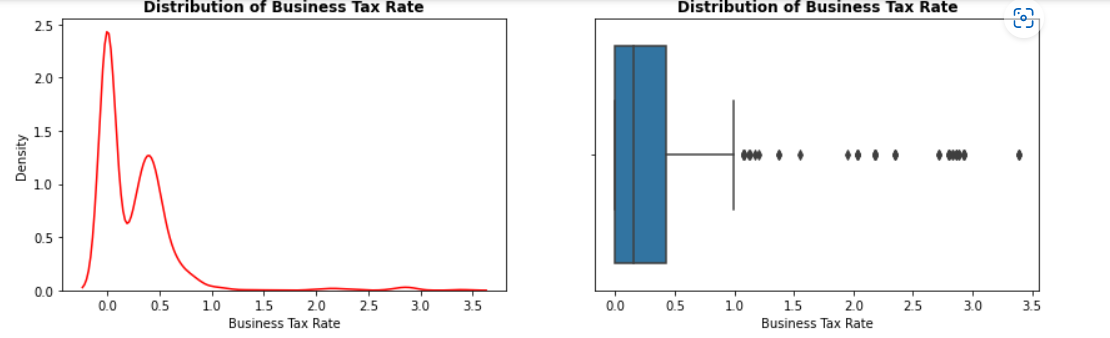 Distribution of Business Tax Rate
2.5
2.0
1.5
1.0
0.5
0.0
Density
0.0 0.5 1.0 1.5 2.0 2.5 3.0 3.5
Business Tax Rate
Distribution of Business Tax Rate
0.0 0.5 1.0 1.5 2.0 2.5 3.0 3.5
Business Tax Rate